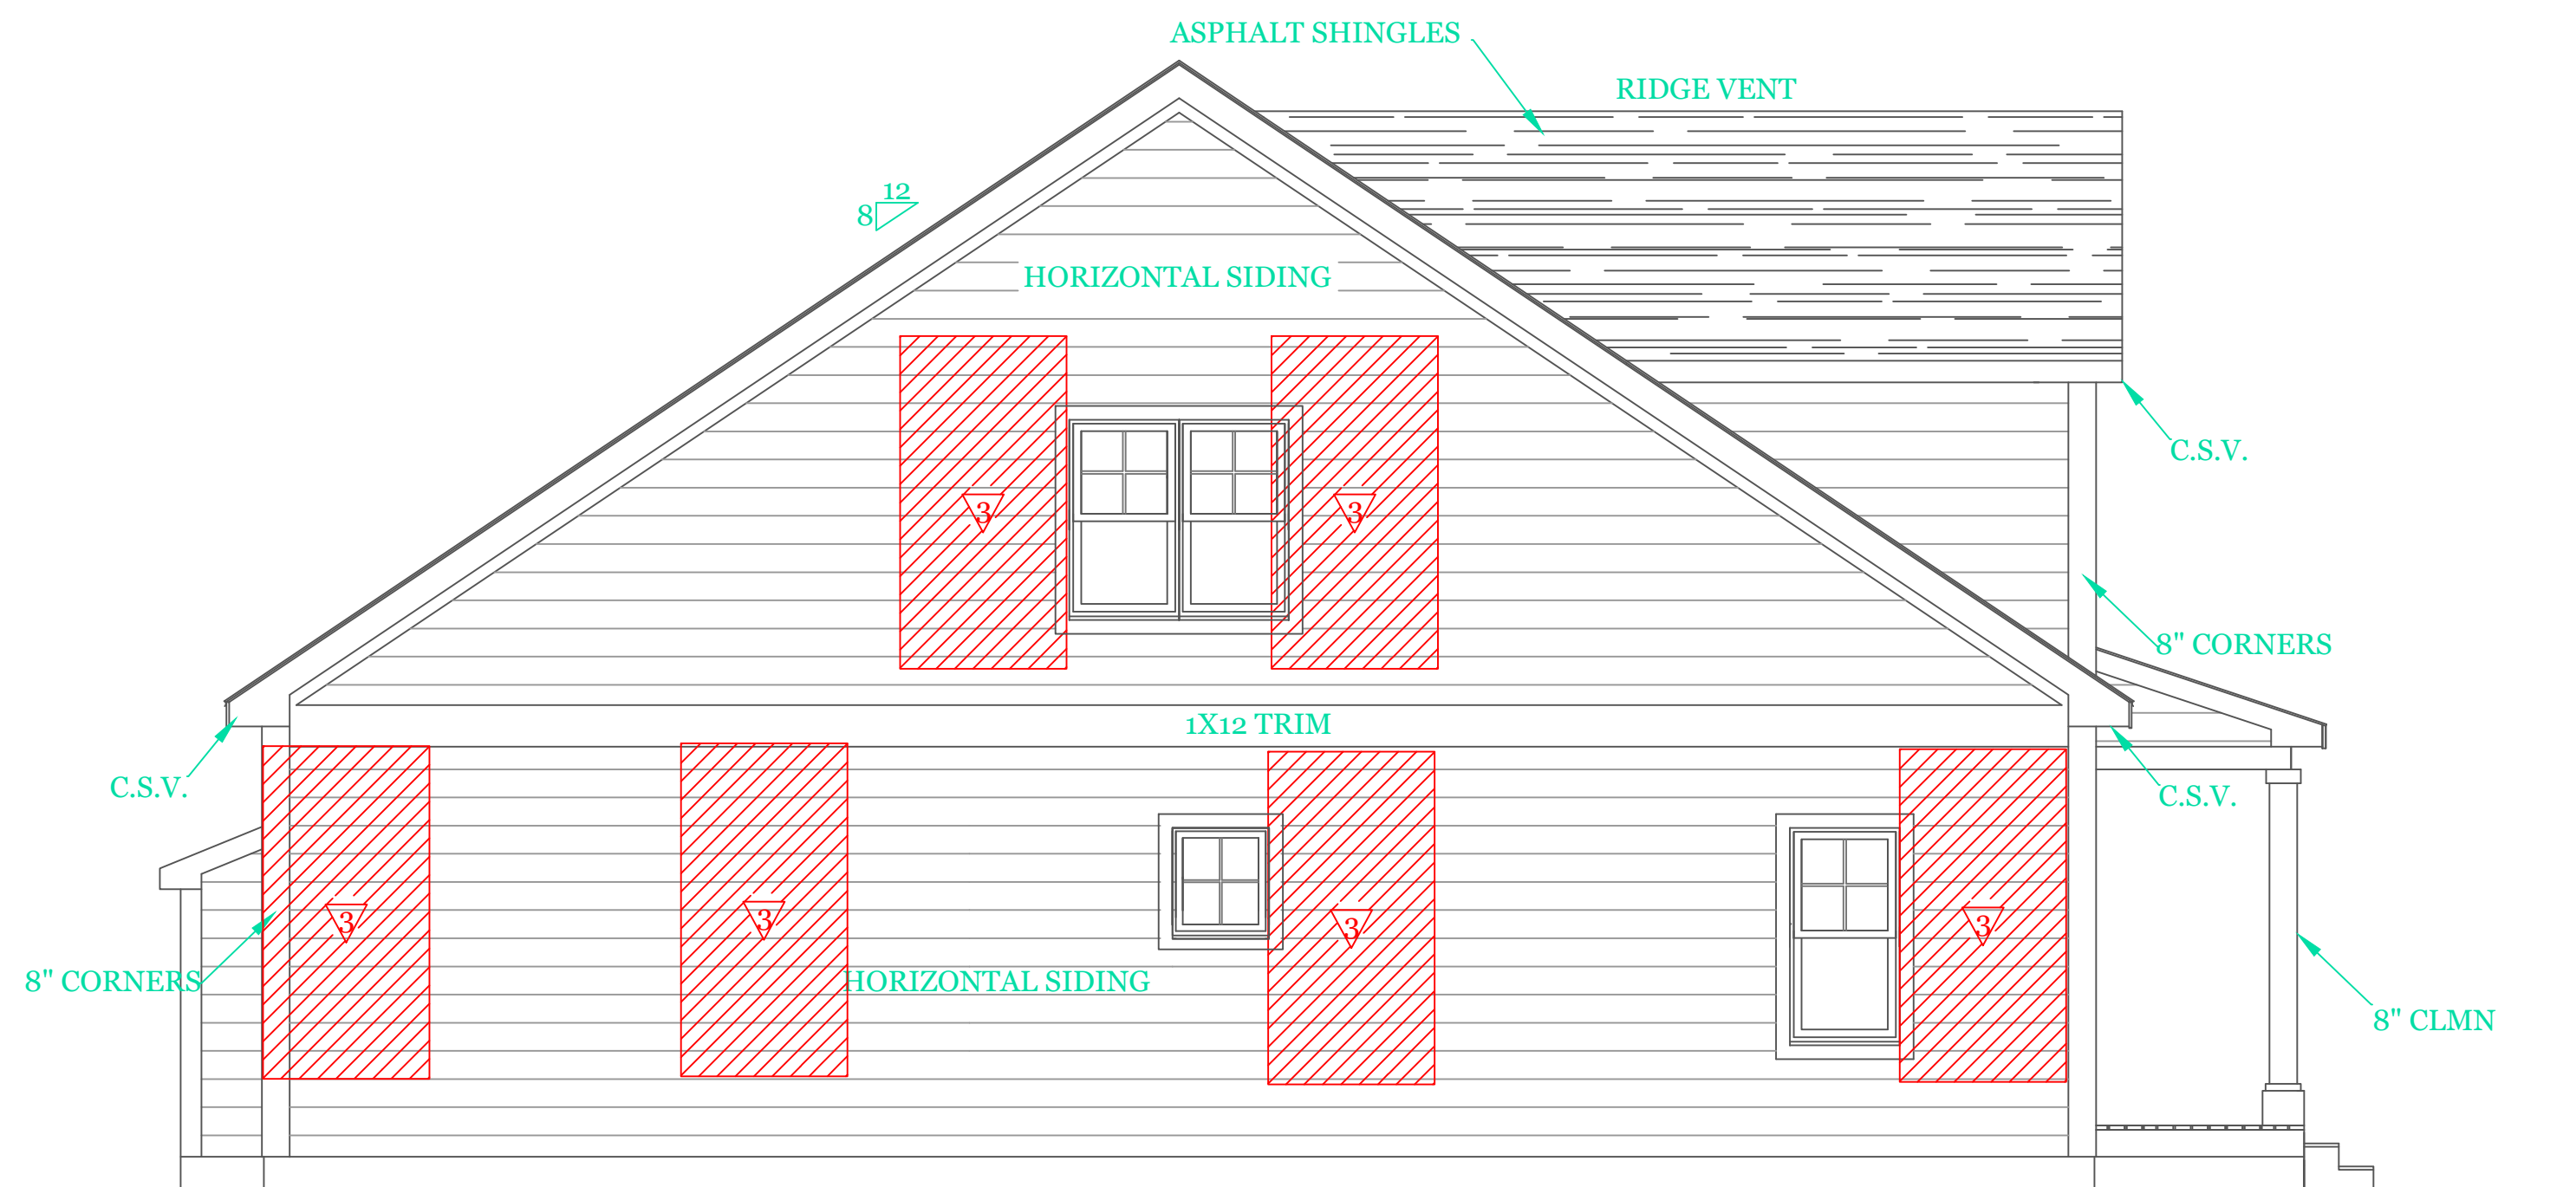 ASPHALT SHINGLES
RIDGE VENT
12
8
HORIZONTAL SIDING
C.S.V.
3
3
8" CORNERS
1X12 TRIM
C.S.V.
C.S.V.
3
3
3
3
8" CORNERS
HORIZONTAL SIDING
8" CLMN